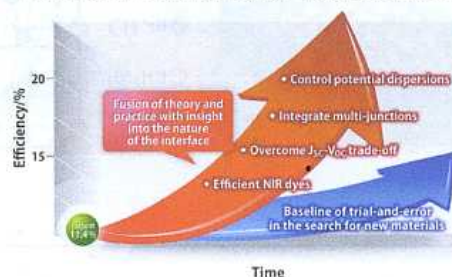 20
15
Efficiency/%
Fusion of theory and
practice with insight
into the nature
of the interface
• Control potential dispersions
• Integrate multi-junctions
• Overcome JSC-VOC trade-off
• Efficient NIR dyes
11.4%
Baseline of trial-and-error
in the search for new materials
Time